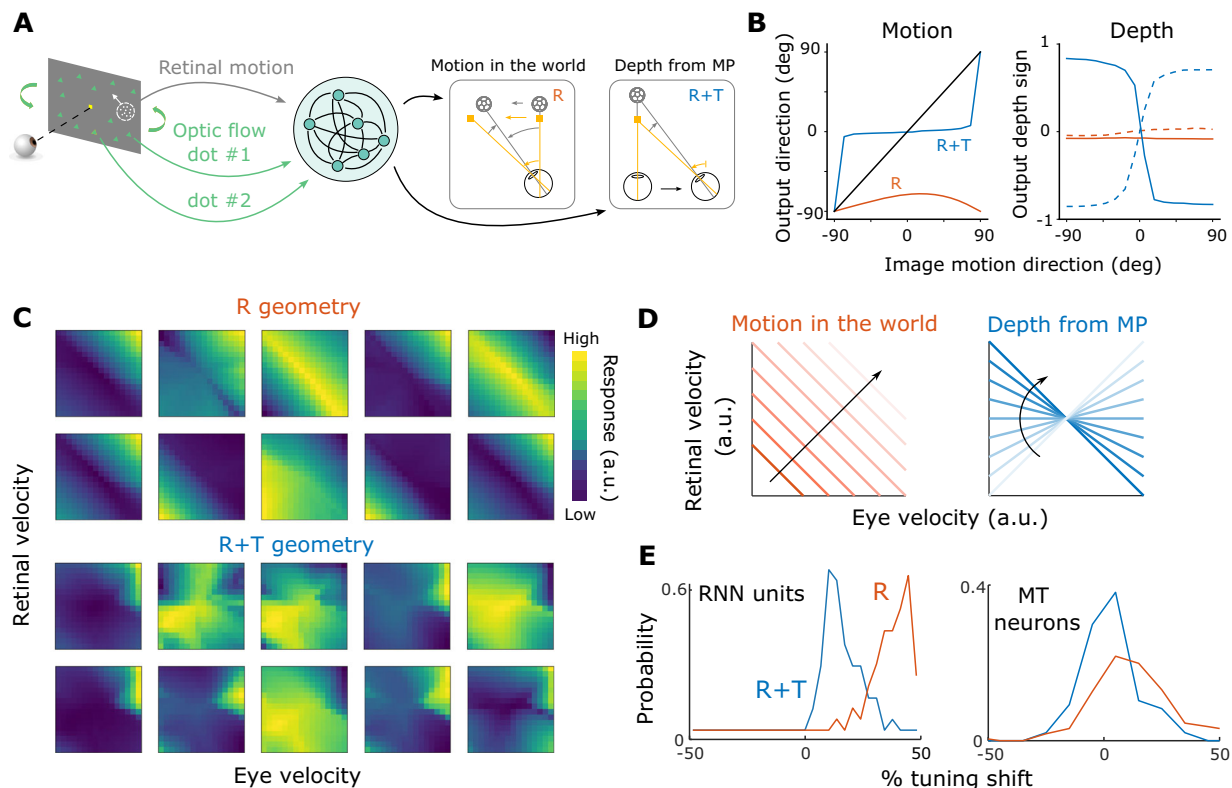 A
Retinal motion
Optic flow
dot #1
dot #2
Motion in the world
R
Depth from MP
R+T
B
Motion
Output direction (deg)
90
0
-90
R+T
R
-90
0
90
Depth
Output depth sign
1
0
-1
-90
0
90
Image motion direction (deg)
C
R geometry
High
Response (a.u.)
Low
R+T geometry
Retinal velocity
Eye velocity
D
Motion in the world
Depth from MP
Retinal velocity
(a.u.)
Eye velocity (a.u.)
E
Probability
0.6
0
RNN units
R
R+T
-50
0
50
0.4
0
MT
neurons
-50
0
50
% tuning shift